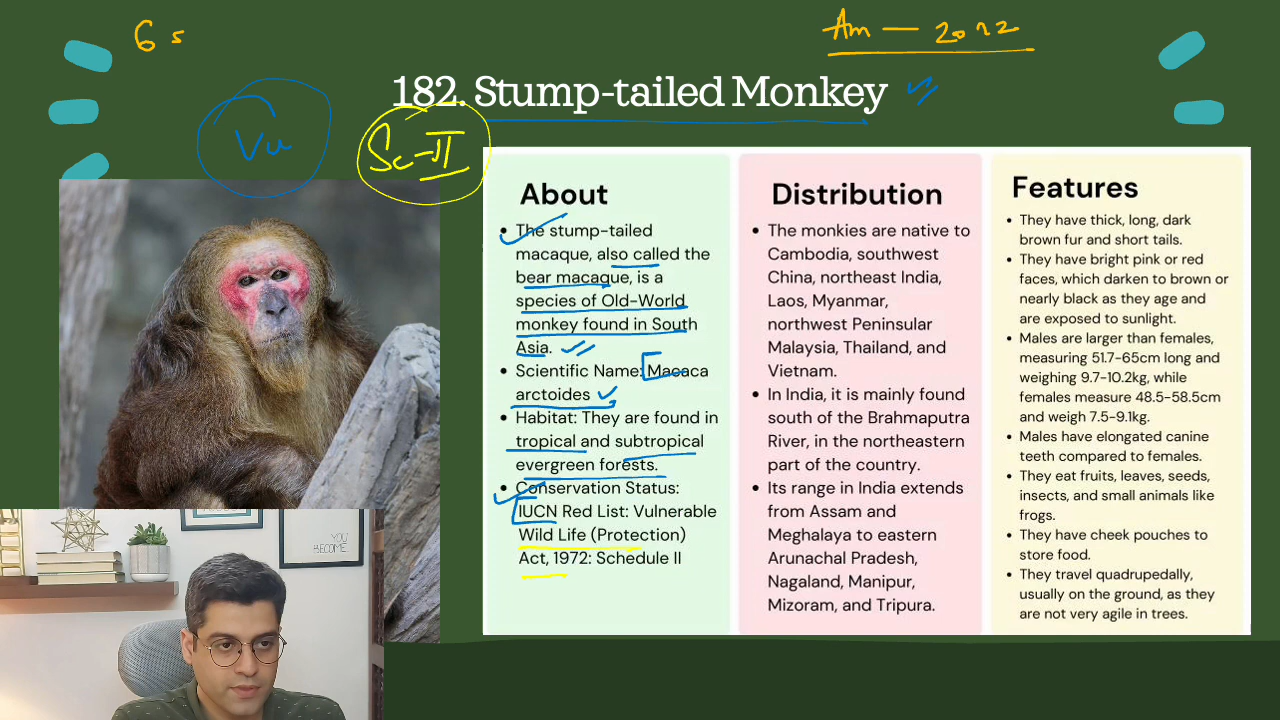 6 s
Am — 2022
182. Stump-tailed Monkey
Vu
Sc-II
About
• The stump-tailed
macaque, also called the
bear macaque, is a
species of Old-World
monkey found in South
Asia.
• Scientific Name: Macaca
arctoides
• Habitat: They are found in
tropical and subtropical
evergreen forests.
• Conservation Status:
IUCN Red List: Vulnerable
Wild Life (Protection)
Act, 1972: Schedule II
Distribution
• The monkies are native to
Cambodia, southwest
China, northeast India,
Laos, Myanmar,
northwest Peninsular
Malaysia, Thailand, and
Vietnam.
• In India, it is mainly found
south of the Brahmaputra
River, in the northeastern
part of the country.
• Its range in India extends
from Assam and
Meghalaya to eastern
Arunachal Pradesh,
Nagaland, Manipur,
Mizoram, and Tripura.
Features
• They have thick, long, dark
brown fur and short tails.
• They have bright pink or red
faces, which darken to brown or
nearly black as they age and
are exposed to sunlight.
• Males are larger than females,
measuring 51.7-65cm long and
weighing 9.7-10.2kg, while
females measure 48.5-58.5cm
and weigh 7.5-9.1kg.
• Males have elongated canine
teeth compared to females.
• They eat fruits, leaves, seeds,
insects, and small animals like
frogs.
• They have cheek pouches to
store food.
• They travel quadrupedally,
usually on the ground, as they
are not very agile in trees.
YOU
BECOME